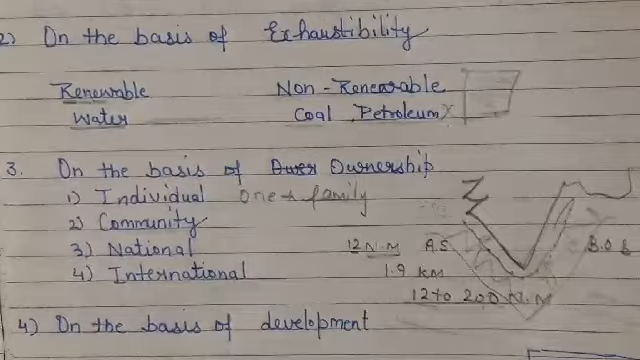 2) On the basis of Exhaustibility
Renewable Non-Renewable
Water Coal Petroleum
3. On the basis of Ownership
1) Individual One + family
2) Community
3) National 12 N.M A.S B.O.B
4) International 1.9 KM
12 to 200 N.M
4) On the basis of development